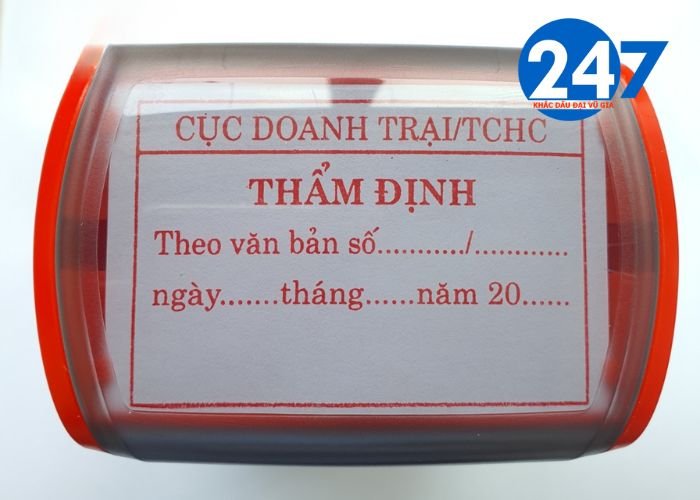 247
KHẮC DẤU ĐẠI VŨ GIA
CỤC DOANH TRẠI/TCHC
THẨM ĐỊNH
Theo văn bản số.........../............
ngày.......tháng......năm 20......